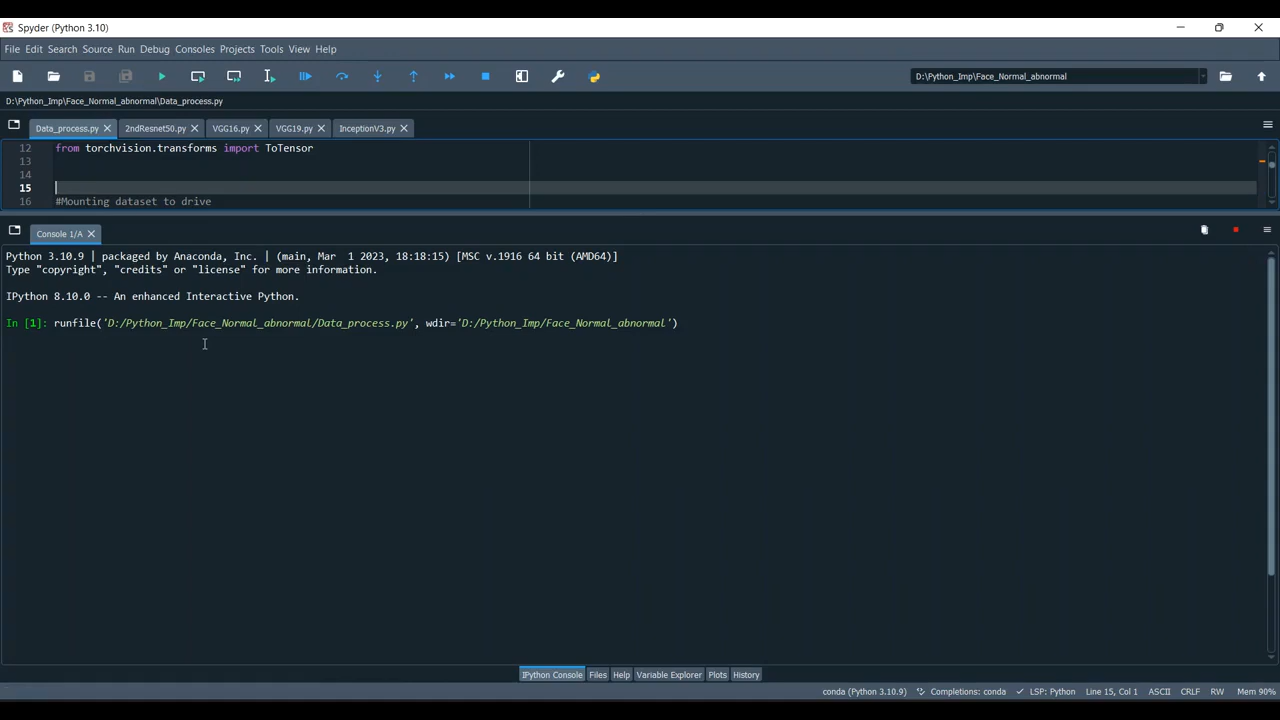 Spyder (Python 3.10)
File Edit Search Source Run Debug Consoles Projects Tools View Help
D:\Python_Imp\Face_Normal_abnormal
D:\Python_Imp\Face_Normal_abnormal\Data_process.py
Data_process.py 2ndResnet50.py VGG16.py VGG19.py InceptionV3.py
12 from torchvision.transforms import ToTensor
13
14
15
16 #Mounting dataset to drive
Console 1/A
Python 3.10.9 | packaged by Anaconda, Inc. | (main, Mar  1 2023, 18:18:15) [MSC v.1916 64 bit (AMD64)]
Type "copyright", "credits" or "license" for more information.
IPython 8.10.0 -- An enhanced Interactive Python.
In [1]: runfile('D:/Python_Imp/Face_Normal_abnormal/Data_process.py', wdir='D:/Python_Imp/Face_Normal_abnormal')
IPython Console Files Help Variable Explorer Plots History
conda (Python 3.10.9) Completions: conda LSP: Python Line 15, Col 1 ASCII CRLF RW Mem 90%